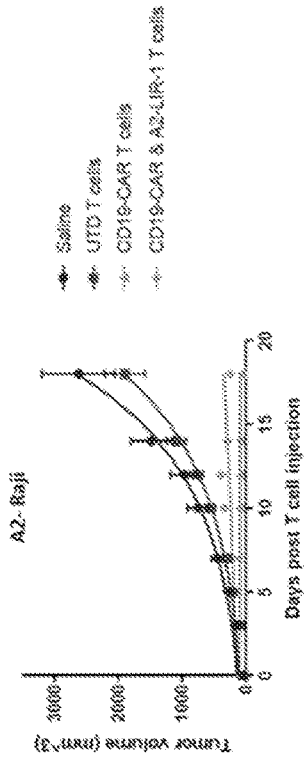 A2- Raji
Tumor volume (mm^3)
3000
2000
1000
0
0
5
10
15
20
Days post T cell injection
Saline
UTD T cells
CD19-CAR T cells
CD19-CAR & A2-LIR-1 T cells